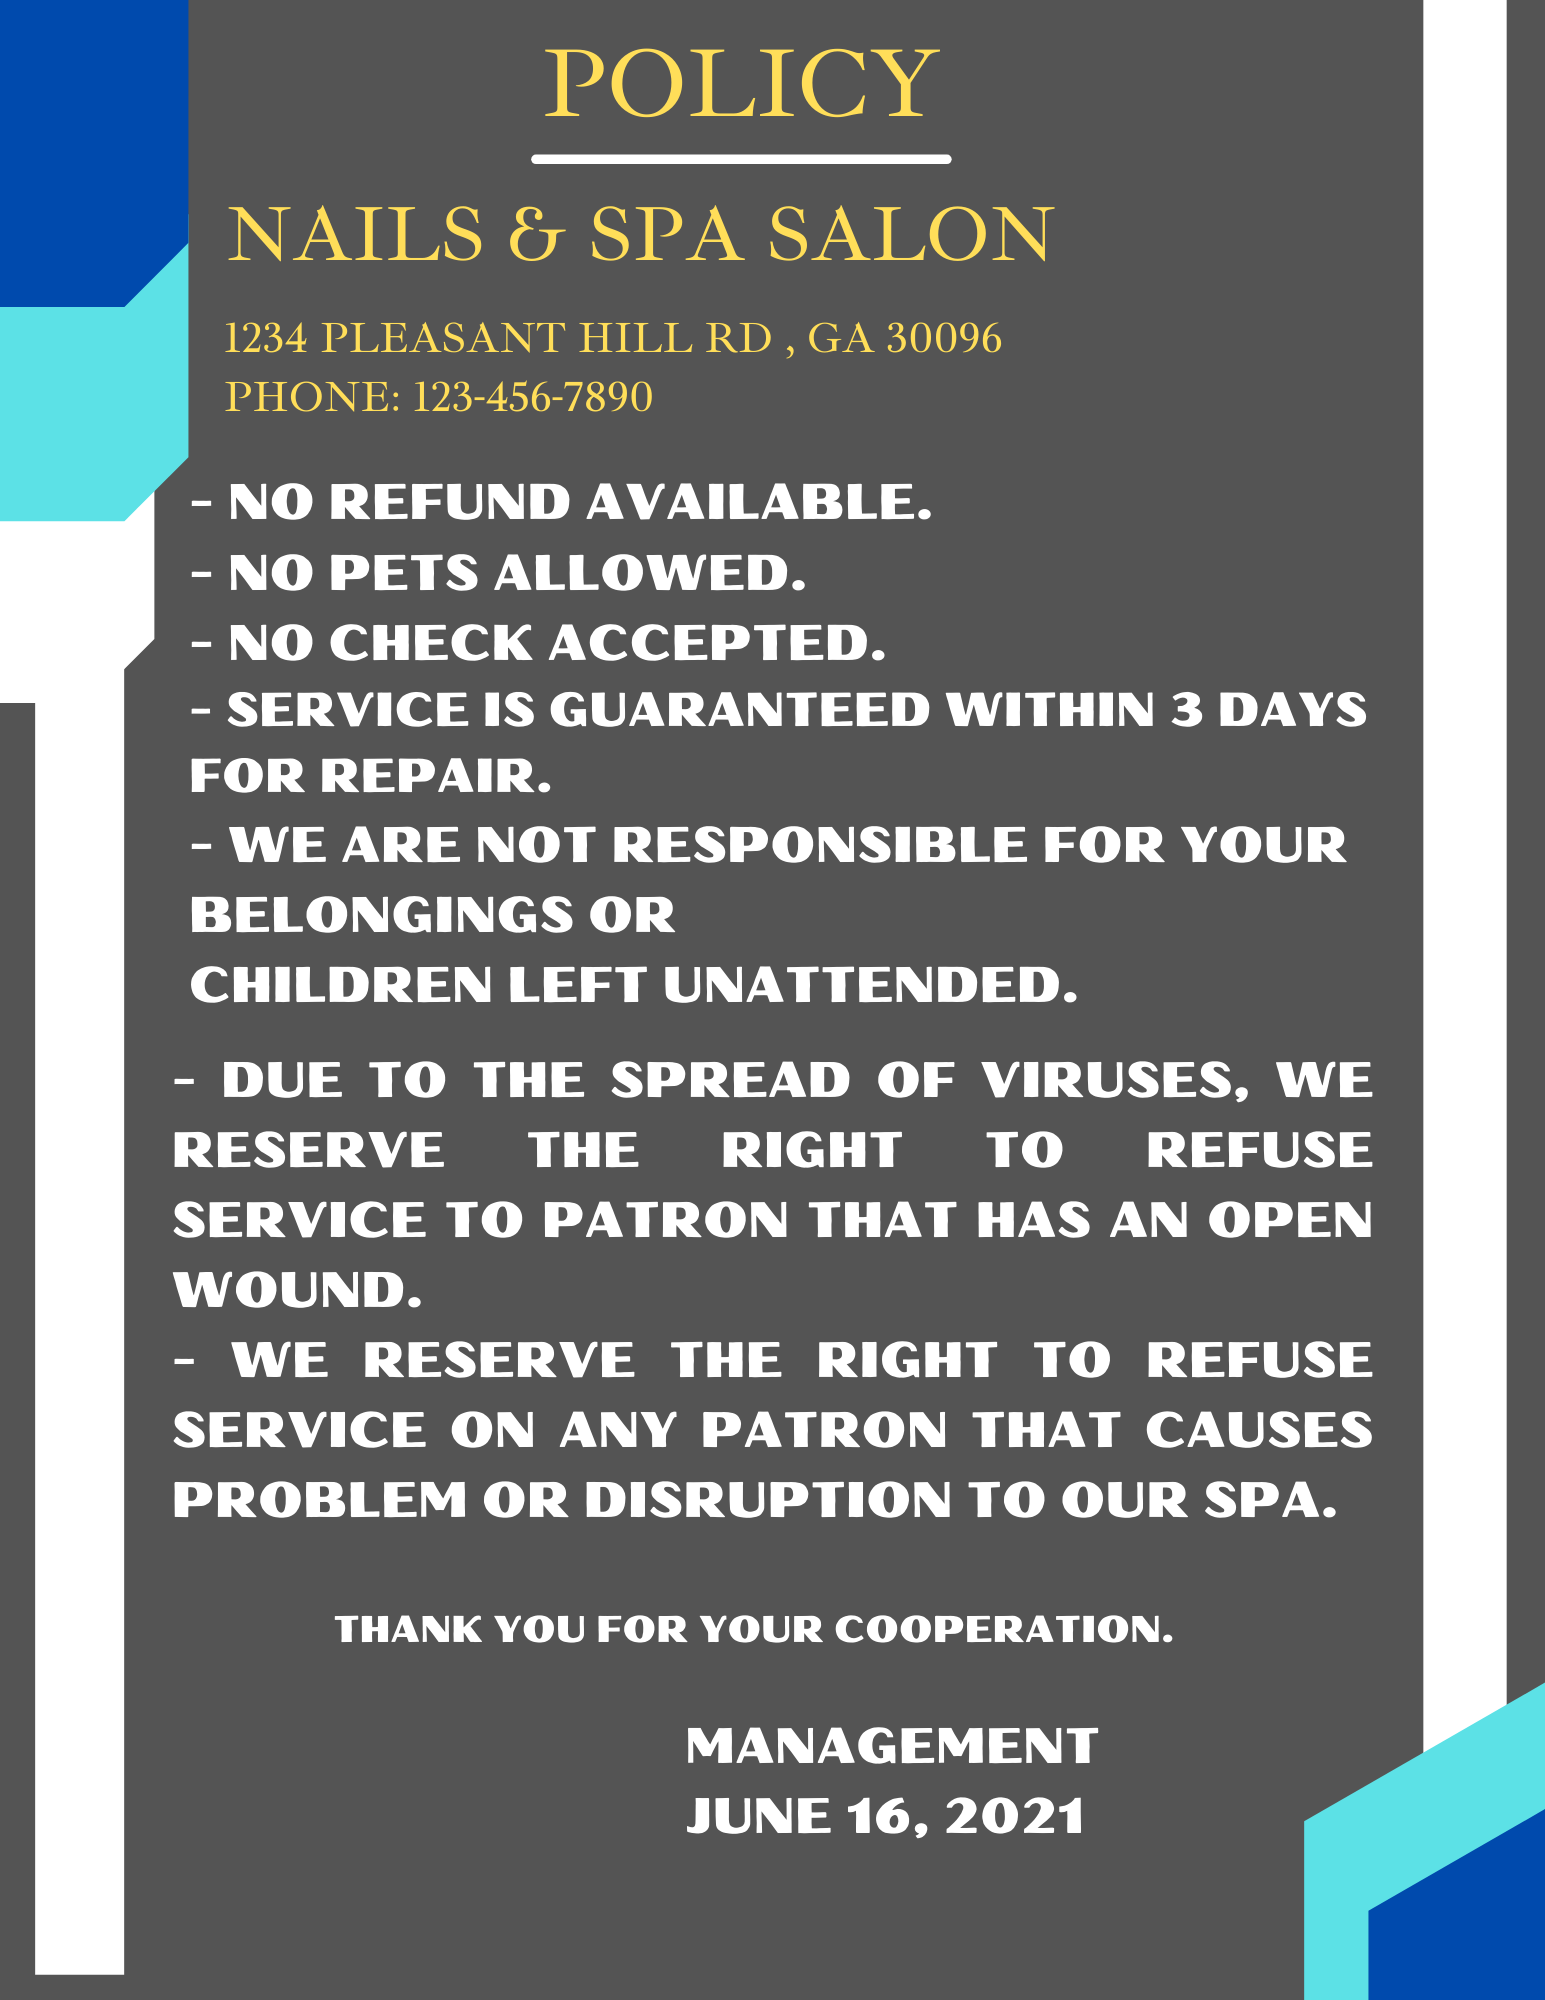 POLICY
NAILS & SPA SALON
1234 PLEASANT HILL RD , GA 30096
PHONE: 123-456-7890
- NO REFUND AVAILABLE.
- NO PETS ALLOWED.
- NO CHECK ACCEPTED.
- SERVICE IS GUARANTEED WITHIN 3 DAYS
FOR REPAIR.
- WE ARE NOT RESPONSIBLE FOR YOUR
BELONGINGS OR
CHILDREN LEFT UNATTENDED.
- DUE TO THE SPREAD OF VIRUSES, WE
RESERVE THE RIGHT TO REFUSE
SERVICE TO PATRON THAT HAS AN OPEN
WOUND.
- WE RESERVE THE RIGHT TO REFUSE
SERVICE ON ANY PATRON THAT CAUSES
PROBLEM OR DISRUPTION TO OUR SPA.
THANK YOU FOR YOUR COOPERATION.
MANAGEMENT
JUNE 16, 2021